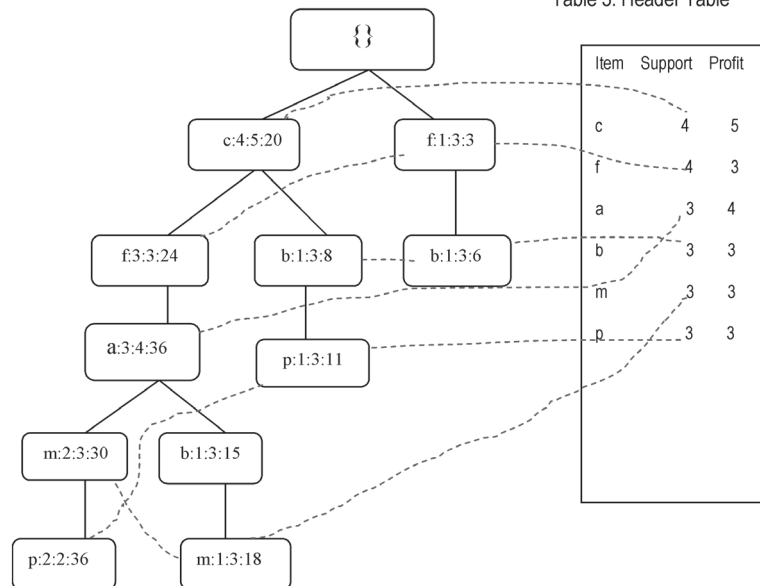 Table 5. Header Table
{}
Item Support Profit
c:4:5:20
f:1:3:3
c 4 5
f 4 3
a 3 4
f:3:3:24
b:1:3:8
b:1:3:6
b 3 3
m 3 3
a:3:4:36
p:1:3:11
p 3 3
m:2:3:30
b:1:3:15
p:2:2:36
m:1:3:18